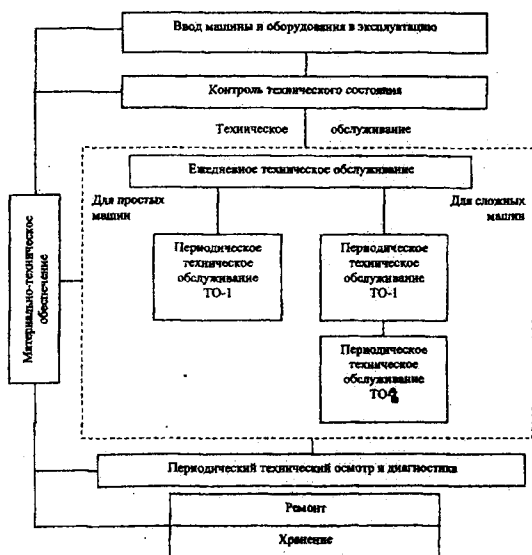 Ввод машины и оборудования в эксплуатацию
Контроль технического состояния
Техническое обслуживание
Ежедневное техническое обслуживание
Для простых
машин
Для сложных
машин
Периодическое
техническое
обслуживание
ТО-1
Периодическое
техническое
обслуживание
ТО-1
Периодическое
техническое
обслуживание
Материально-техническое
обеспечение
Периодический технический осмотр и диагностика
Ремонт
Хранение